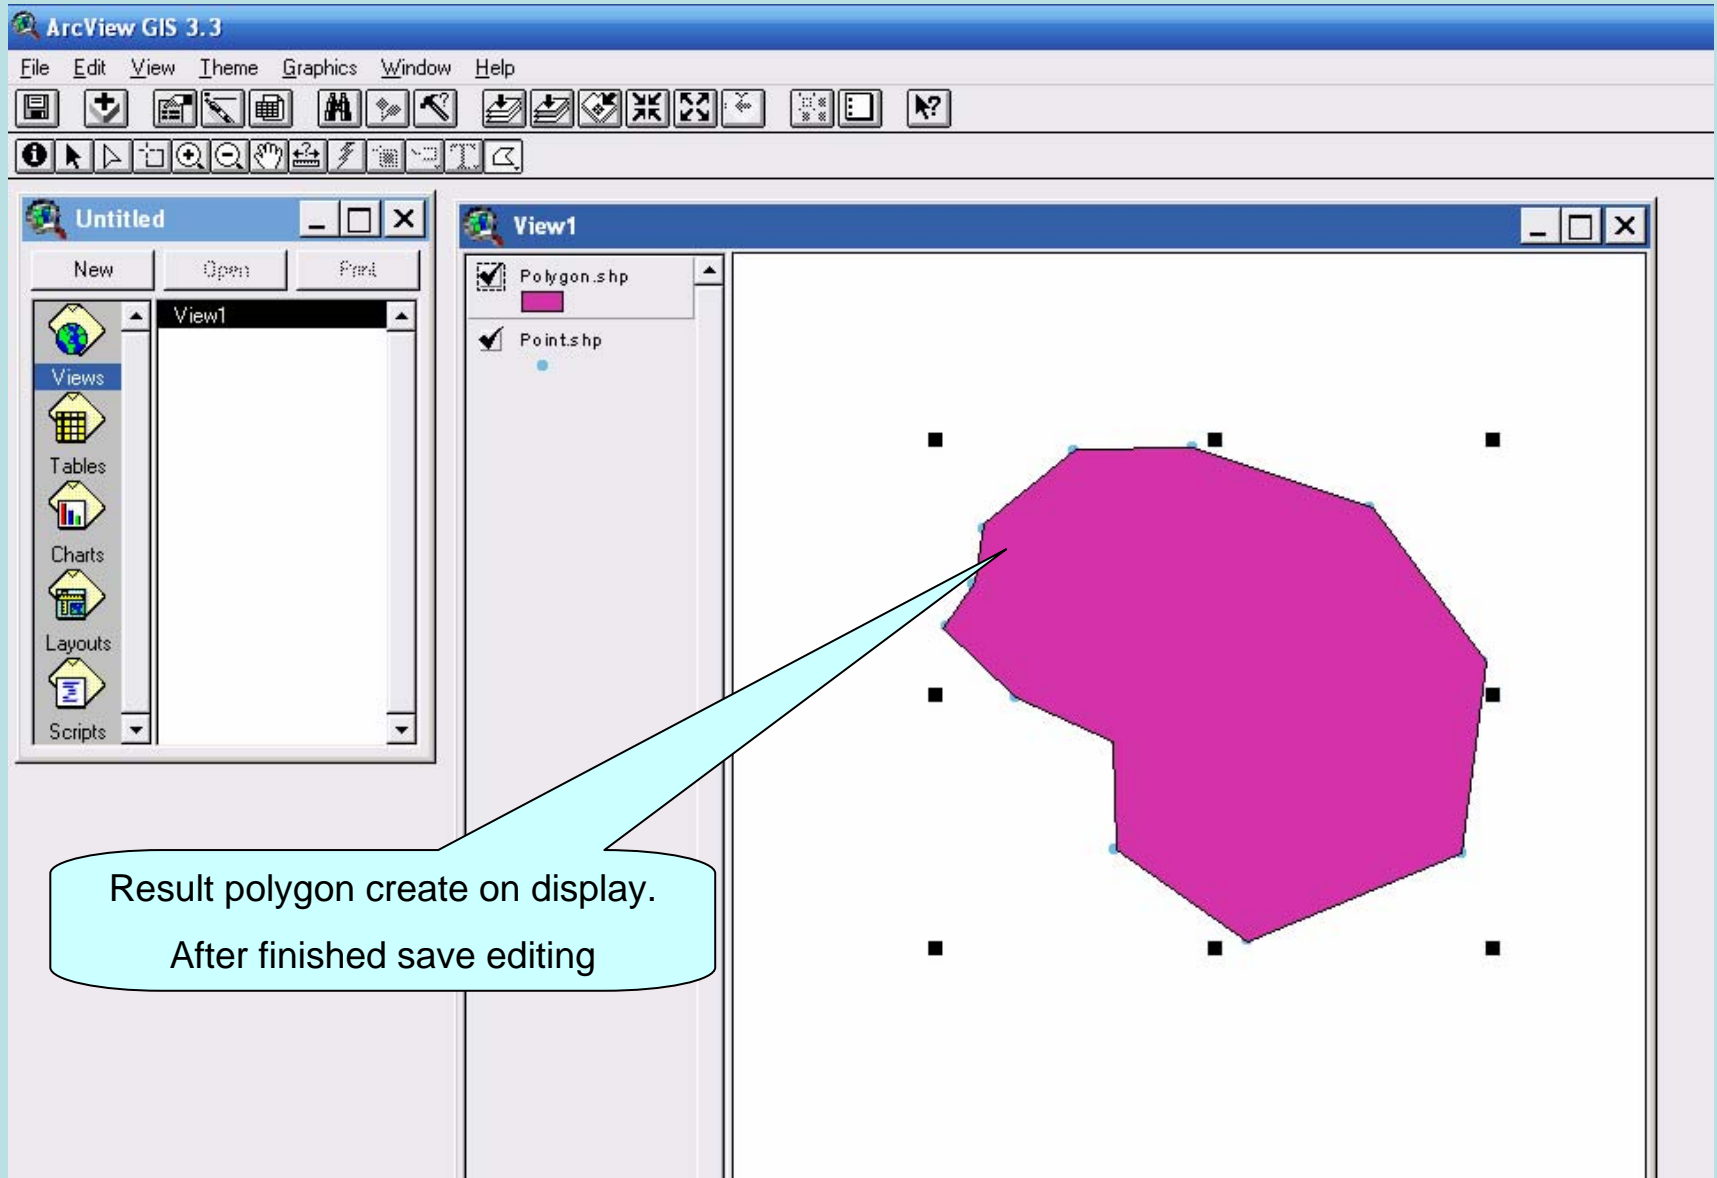 ArcView GIS 3.3
File Edit View Theme Graphics Window Help
Untitled
New Open Print
View1
Views
Tables
Charts
Layouts
Scripts
View1
Polygon.shp
Point.shp
Result polygon create on display.
After finished save editing